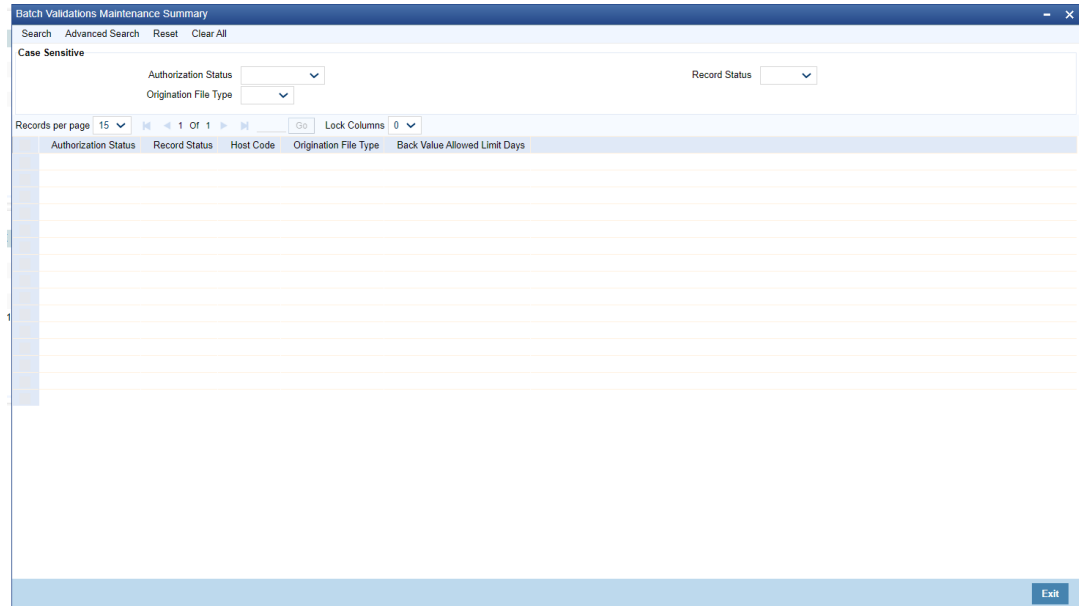 Batch Validations Maintenance Summary
Search Advanced Search Reset Clear All
Case Sensitive
Authorization Status Record Status
Origination File Type
Records per page 15 1 Of 1 Go Lock Columns 0
Authorization Status Record Status Host Code Origination File Type Back Value Allowed Limit Days
1
Exit